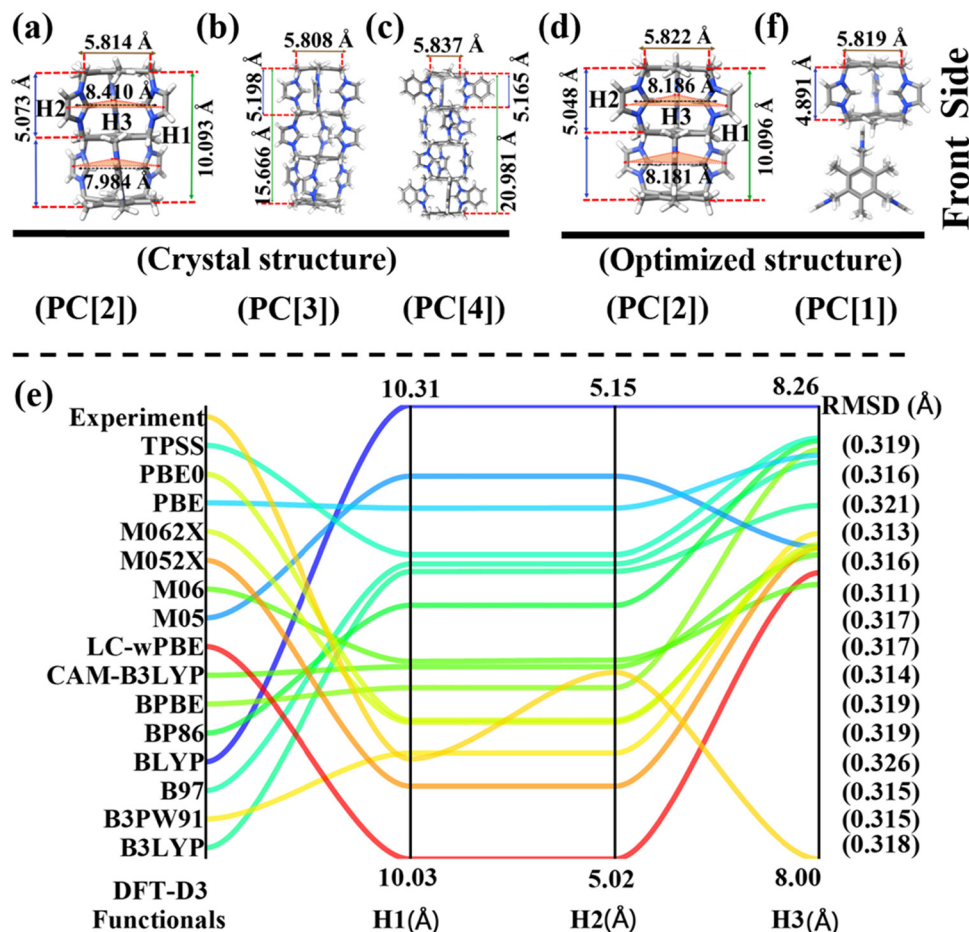 (a)
5.814 Å
5.073 Å
H2
8.410 Å
H3
H1
7.984 Å
10.093 Å
(b)
5.808 Å
5.198 Å
15.666 Å
(c)
5.837 Å
5.165 Å
20.981 Å
(d)
5.822 Å
5.048 Å
H2
8.186 Å
H3
H1
8.181 Å
10.096 Å
(f)
5.819 Å
4.891 Å
Front Side
(Crystal structure)
(Optimized structure)
(PC[2])
(PC[3])
(PC[4])
(PC[2])
(PC[1])
(e)
10.31
5.15
8.26
Experiment
RMSD (Å)
TPSS
(0.319)
PBE0
(0.316)
PBE
(0.321)
M062X
(0.313)
M052X
(0.316)
M06
(0.311)
M05
(0.317)
LC-wPBE
(0.317)
CAM-B3LYP
(0.314)
BPBE
(0.319)
BP86
(0.319)
BLYP
(0.326)
B97
(0.315)
B3PW91
(0.315)
B3LYP
(0.318)
10.03
5.02
8.00
DFT-D3
Functionals
H1(Å)
H2(Å)
H3(Å)